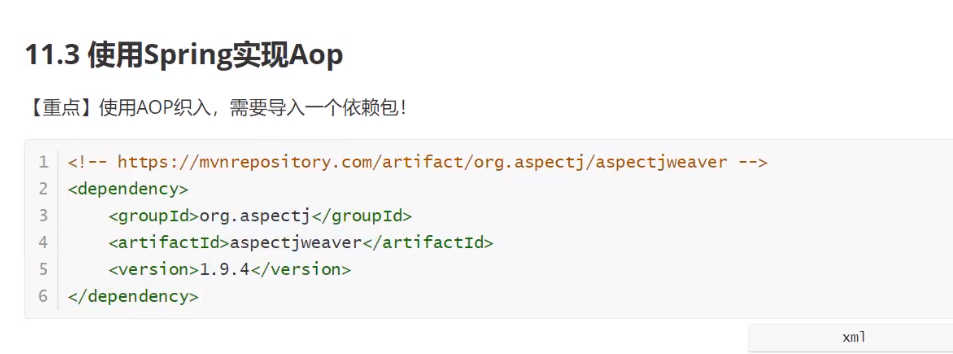 11.3 使用Spring实现Aop
【重点】使用AOP织入，需要导入一个依赖包！
1 <!-- https://mvnrepository.com/artifact/org.aspectj/aspectjweaver -->
2 <dependency>
3     <groupId>org.aspectj</groupId>
4     <artifactId>aspectjweaver</artifactId>
5     <version>1.9.4</version>
6 </dependency>
xml